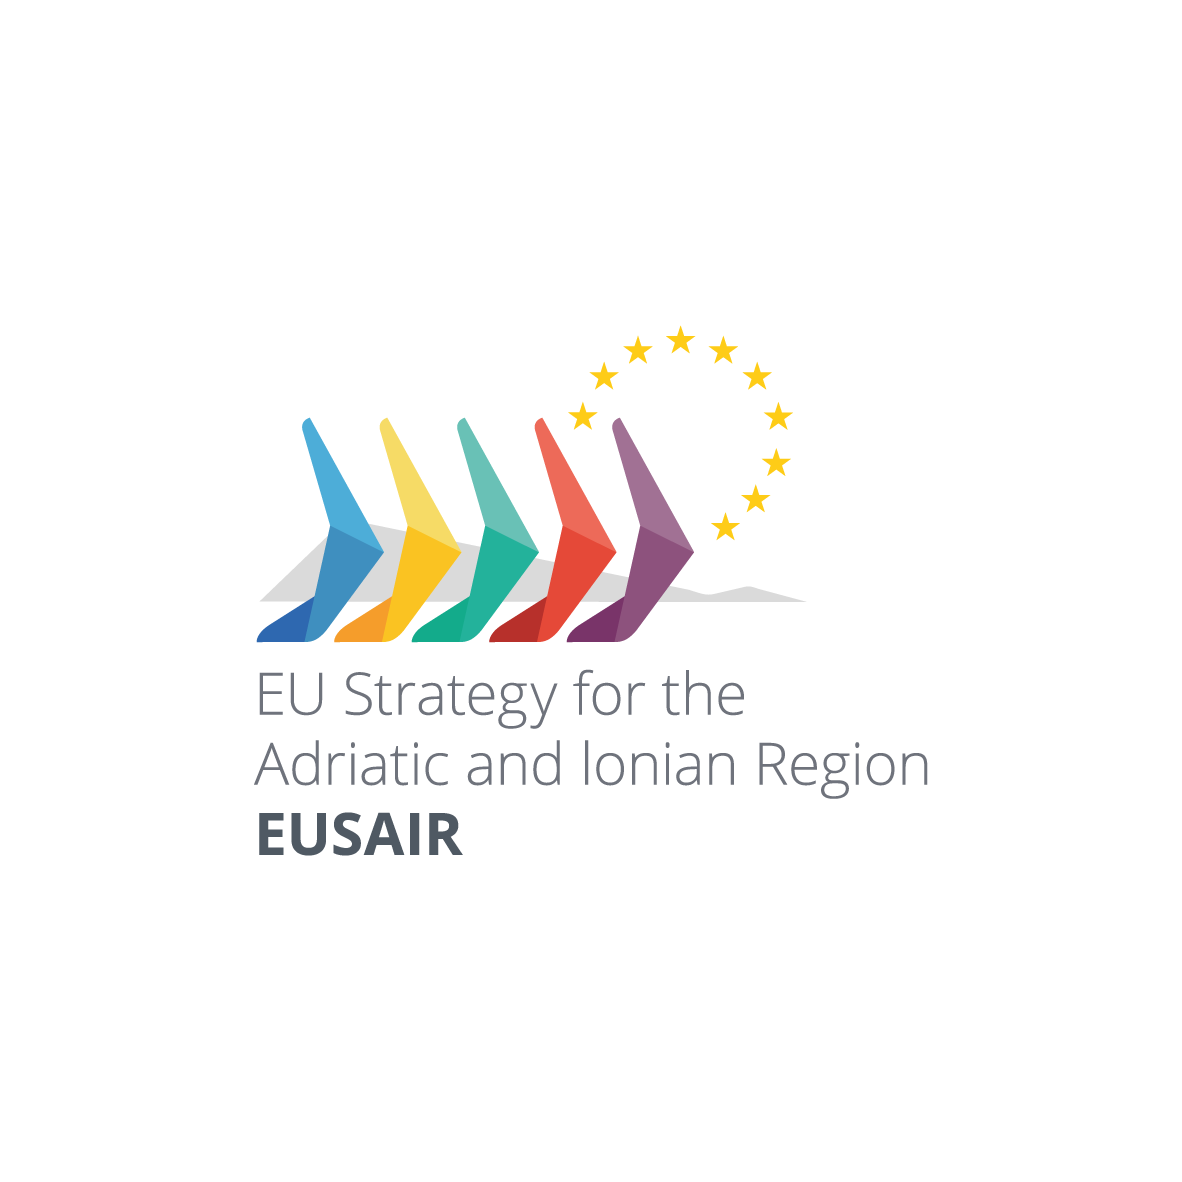 EU Strategy for the
Adriatic and Ionian Region
EUSAIR